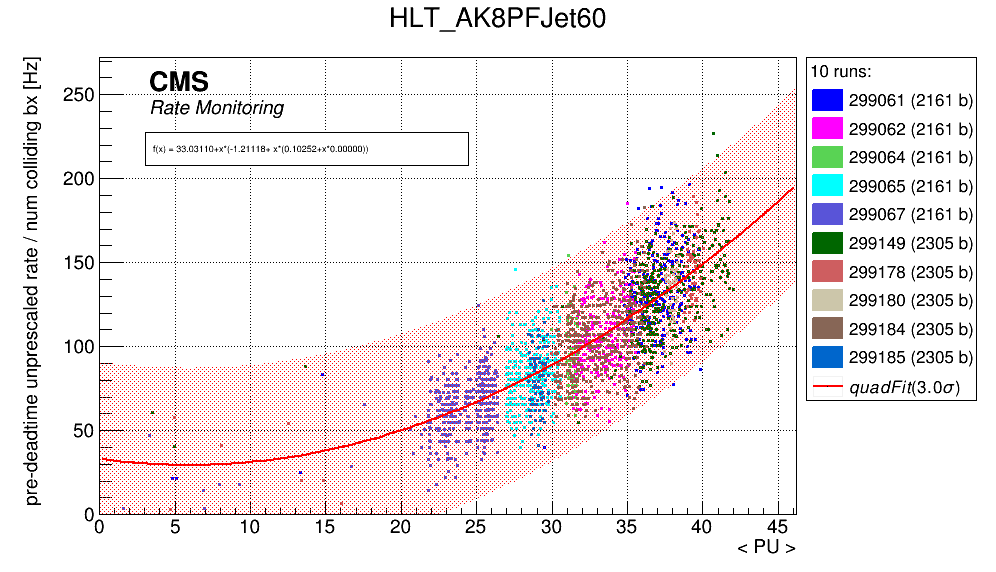 HLT_AK8PFJet60
pre-deadtime unprescaled rate / num colliding bx [Hz]
CMS
Rate Monitoring
f(x) = 33.03110+x*(-1.21118+ x*(0.10252+x*0.00000))
250
200
150
100
50
0
0 5 10 15 20 25 30 35 40 45
< PU >
10 runs:
299061 (2161 b)
299062 (2161 b)
299064 (2161 b)
299065 (2161 b)
299067 (2161 b)
299149 (2305 b)
299178 (2305 b)
299180 (2305 b)
299184 (2305 b)
299185 (2305 b)
quadFit(3.0σ)